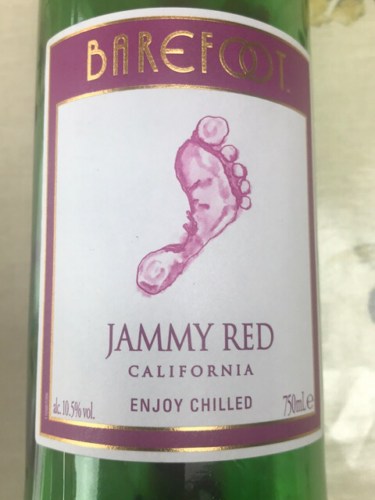 BAREFOOT
JAMMY RED
CALIFORNIA
alc. 10.5% vol.
ENJOY CHILLED
750mL ℮